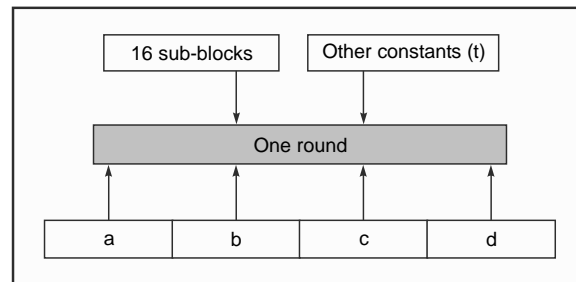 16 sub-blocks
Other constants (t)
One round
a
b
c
d